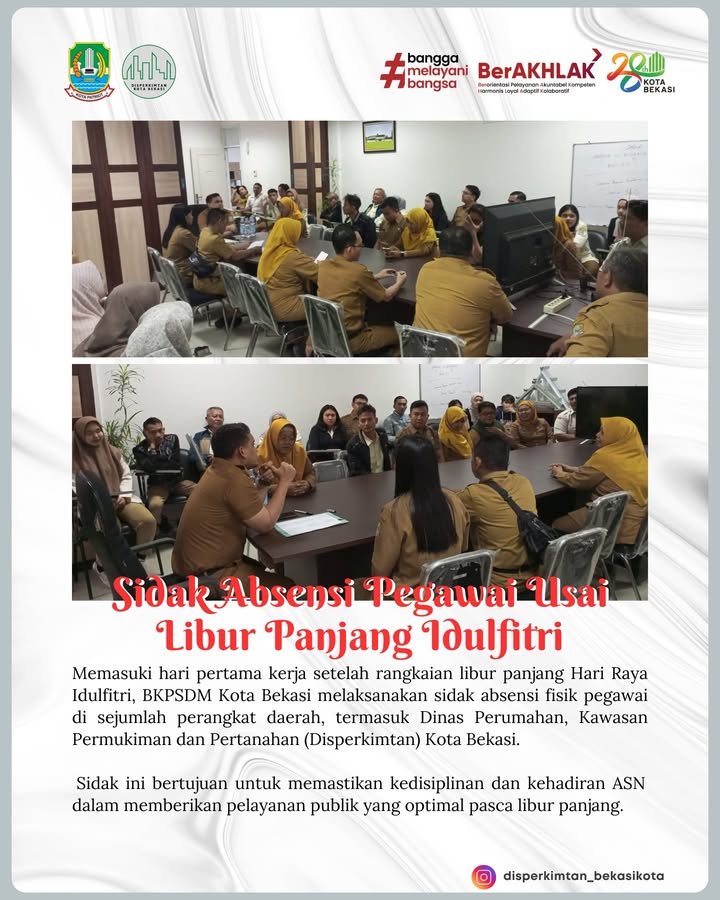 DISPERKIMTAN
KOTA BEKASI
#bangga
melayani
bangsa
BerAKHLAK
Berorientasi Pelayanan Akuntabel Kompeten
Harmonis Loyal Adaptif Kolaboratif
28th
KOTA
BEKASI
Sidak Absensi Pegawai Usai
Libur Panjang Idulfitri
Memasuki hari pertama kerja setelah rangkaian libur panjang Hari Raya
Idulfitri, BKPSDM Kota Bekasi melaksanakan sidak absensi fisik pegawai
di sejumlah perangkat daerah, termasuk Dinas Perumahan, Kawasan
Permukiman dan Pertanahan (Disperkimtan) Kota Bekasi.
Sidak ini bertujuan untuk memastikan kedisiplinan dan kehadiran ASN
dalam memberikan pelayanan publik yang optimal pasca libur panjang.
disperkimtan_bekasikota